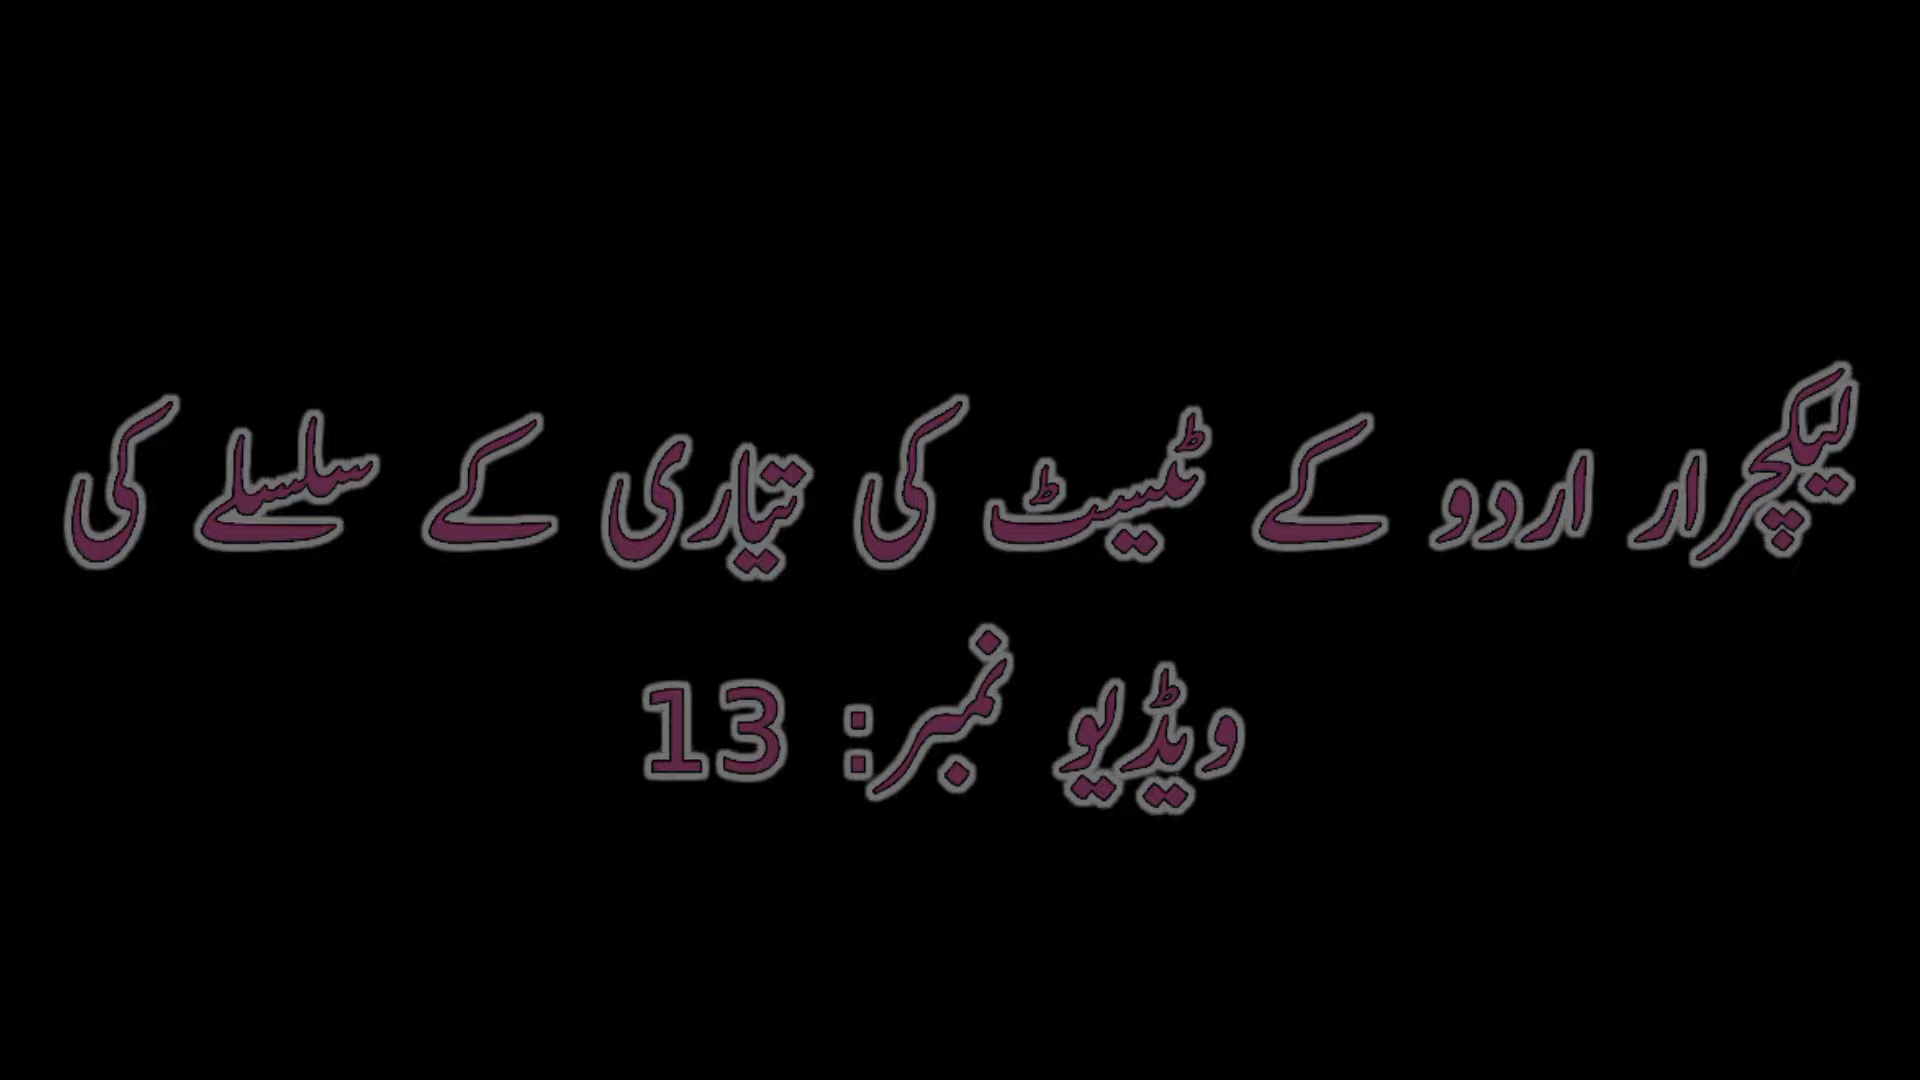 لیکچرار اردو کے ٹیسٹ کی تیاری کے سلسلے کی
ویڈیو نمبر: 13